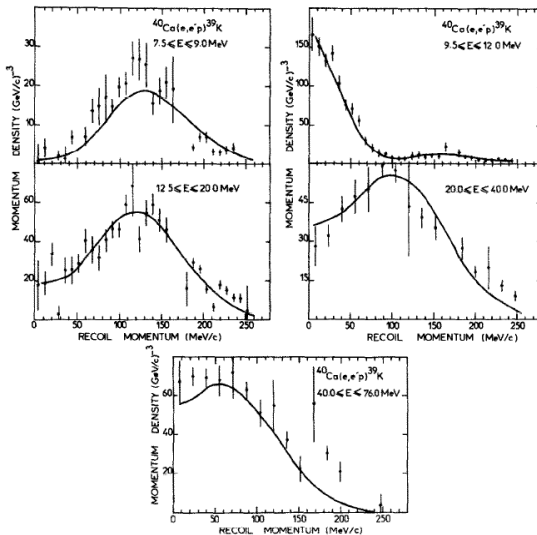 ⁴⁰Ca(e,e'p)³⁹K
7.5⩽E⩽9.0 MeV
DENSITY (GeV/c)⁻³
30
20
10
⁴⁰Ca(e,e'p)³⁹K
9.5⩽E⩽12.0 MeV
DENSITY (GeV/c)⁻³
150
100
50
12.5⩽E⩽20.0 MeV
MOMENTUM
60
40
20
0 50 100 150 200 250
RECOIL MOMENTUM (MeV/c)
20.0⩽E⩽40.0 MeV
MOMENTUM
45
30
15
0 50 100 150 200 250
RECOIL MOMENTUM (MeV/c)
⁴⁰Ca(e,e'p)³⁹K
40.0⩽E⩽76.0 MeV
MOMENTUM DENSITY (GeV/c)⁻³
60
40
20
0 50 100 150 200 250
RECOIL MOMENTUM (MeV/c)